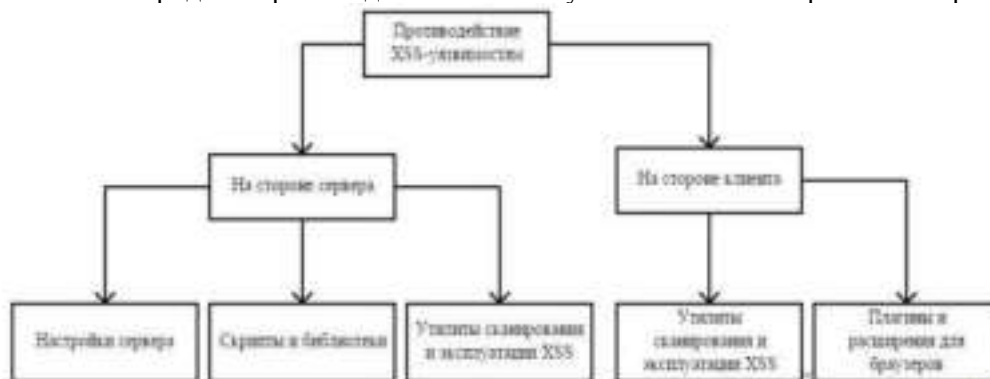 Противодействие
XSS-уязвимостям
На стороне сервера
На стороне клиента
Настройки сервера
Скрипты и библиотеки
Утилиты сканирования
и эксплуатации XSS
Утилиты
сканирования и
эксплуатации XSS
Плагины и
расширения для
браузеров